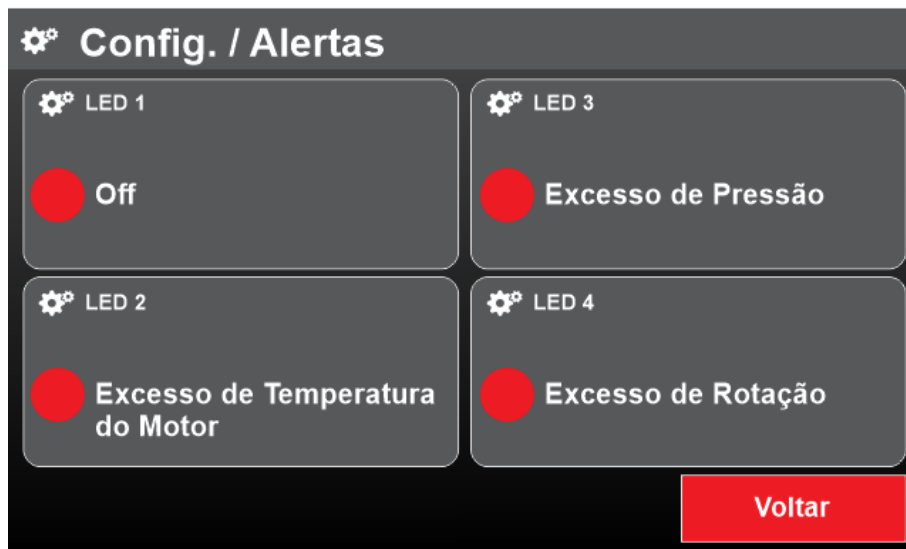 Config. / Alertas
LED 1
Off
LED 3
Excesso de Pressão
LED 2
Excesso de Temperatura
do Motor
LED 4
Excesso de Rotação
Voltar